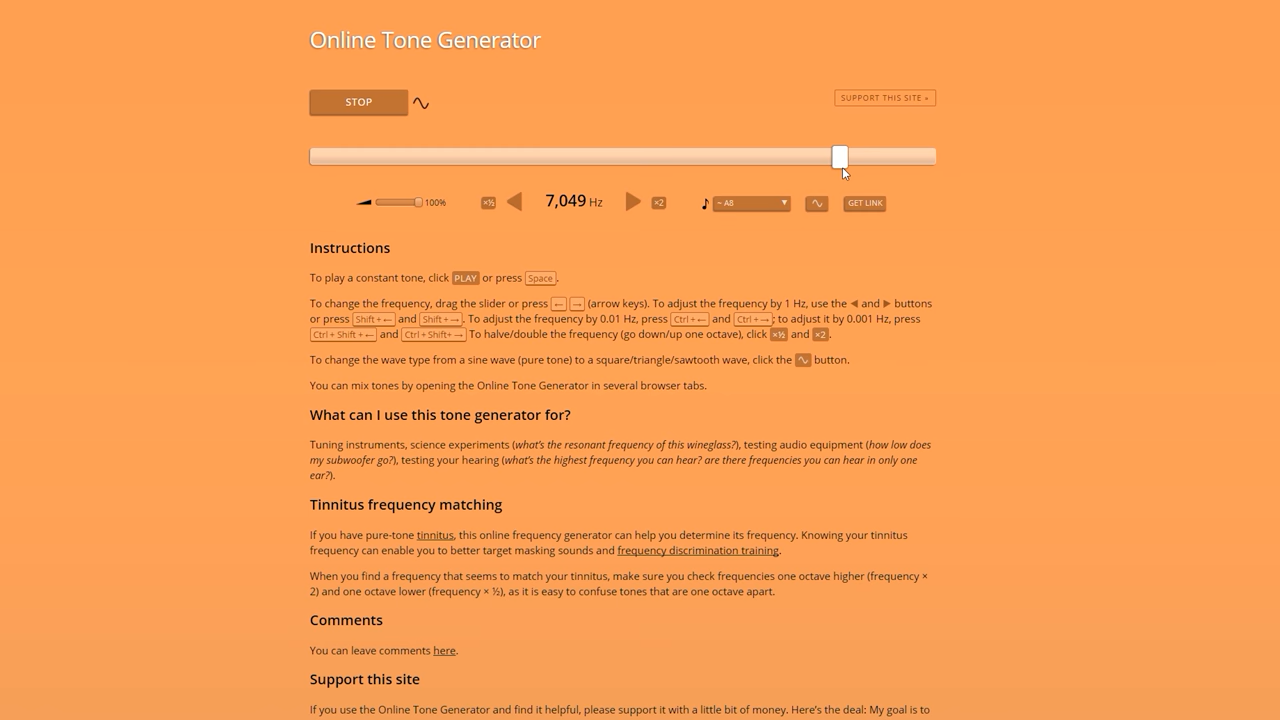 Online Tone Generator
STOP
SUPPORT THIS SITE »
100%
×½
7,049 Hz
×2
~ A8
GET LINK
Instructions
To play a constant tone, click PLAY or press Space.
To change the frequency, drag the slider or press ← → (arrow keys). To adjust the frequency by 1 Hz, use the ◀ and ▶ buttons
or press Shift + ← and Shift + →. To adjust the frequency by 0.01 Hz, press Ctrl + ← and Ctrl + →; to adjust it by 0.001 Hz, press
Ctrl + Shift + ← and Ctrl + Shift+ → To halve/double the frequency (go down/up one octave), click ×½ and ×2.
To change the wave type from a sine wave (pure tone) to a square/triangle/sawtooth wave, click the ∿ button.
You can mix tones by opening the Online Tone Generator in several browser tabs.
What can I use this tone generator for?
Tuning instruments, science experiments (what's the resonant frequency of this wineglass?), testing audio equipment (how low does
my subwoofer go?), testing your hearing (what's the highest frequency you can hear? are there frequencies you can hear in only one
ear?).
Tinnitus frequency matching
If you have pure-tone tinnitus, this online frequency generator can help you determine its frequency. Knowing your tinnitus
frequency can enable you to better target masking sounds and frequency discrimination training.
When you find a frequency that seems to match your tinnitus, make sure you check frequencies one octave higher (frequency ×
2) and one octave lower (frequency × ½), as it is easy to confuse tones that are one octave apart.
Comments
You can leave comments here.
Support this site
If you use the Online Tone Generator and find it helpful, please support it with a little bit of money. Here's the deal: My goal is to